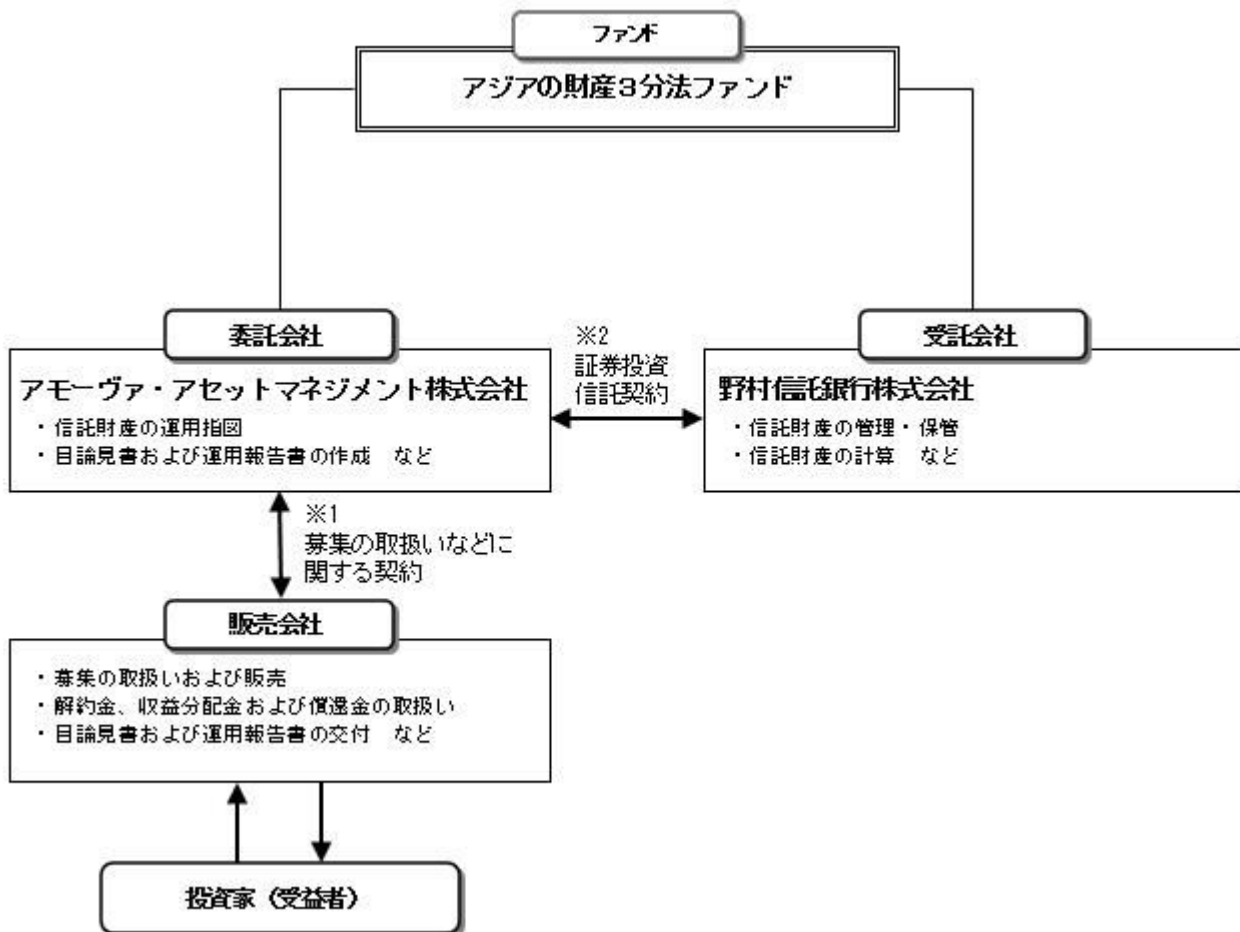 ファンド
アジアの財産3分法ファンド
委託会社
アモーヴァ・アセットマネジメント株式会社
・信託財産の運用指図
・目論見書および運用報告書の作成　など
※2
証券投資
信託契約
受託会社
野村信託銀行株式会社
・信託財産の管理・保管
・信託財産の計算　など
※1
募集の取扱いなどに
関する契約
販売会社
・募集の取扱いおよび販売
・解約金、収益分配金および償還金の取扱い
・目論見書および運用報告書の交付　など
投資家（受益者）